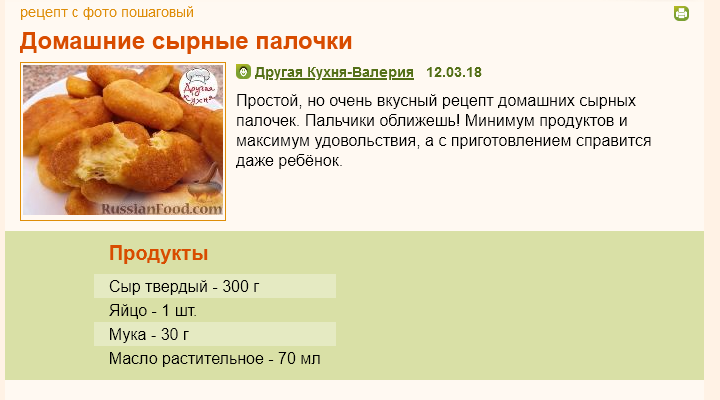 рецепт с фото пошаговый
Домашние сырные палочки
Другая Кухня-Валерия 12.03.18
Простой, но очень вкусный рецепт домашних сырных
палочек. Пальчики оближешь! Минимум продуктов и
максимум удовольствия, а с приготовлением справится
даже ребёнок.
Другая
Кухня
RussianFood.com
Продукты
Сыр твердый - 300 г
Яйцо - 1 шт.
Мука - 30 г
Масло растительное - 70 мл